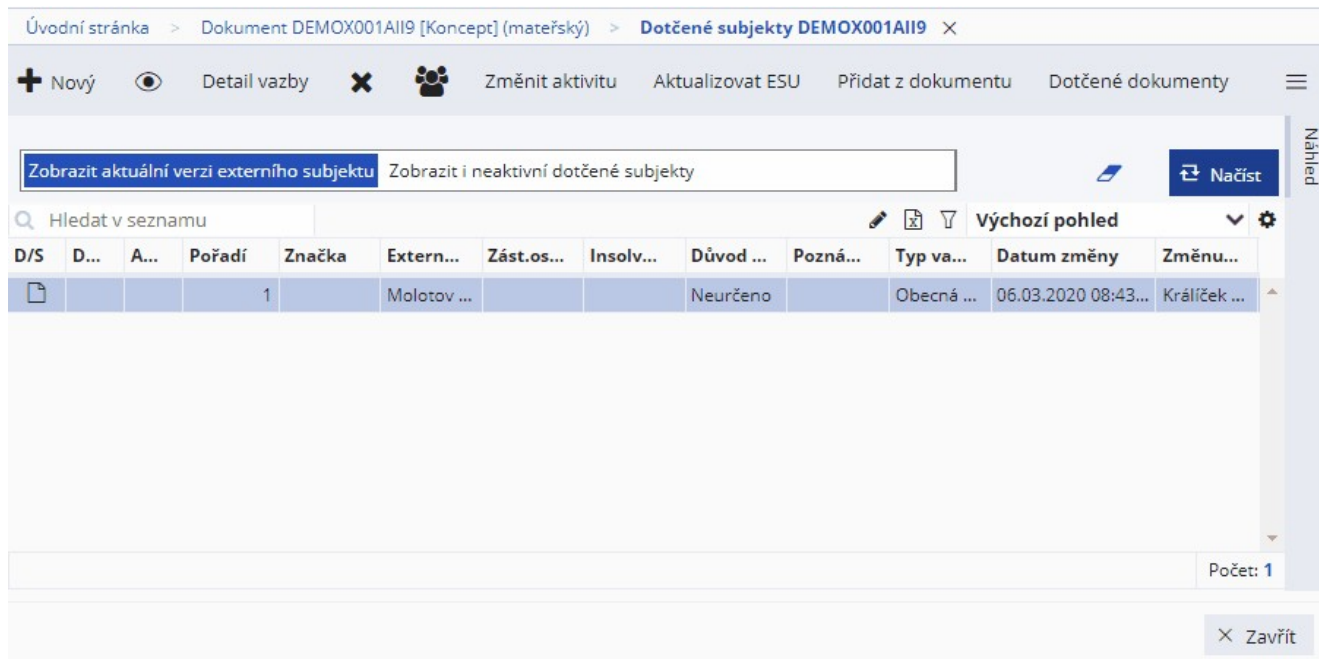 Úvodní stránka > Dokument DEMOX001AII9 [Koncept] (mateřský) > Dotčené subjekty DEMOX001AII9 ×
Nový Detail vazby Změnit aktivitu Aktualizovat ESU Přidat z dokumentu Dotčené dokumenty
Náhled
Zobrazit aktuální verzi externího subjektu Zobrazit i neaktivní dotčené subjekty Načíst
Hledat v seznamu Výchozí pohled
D/S D... A... Pořadí Značka Extern... Zást.os... Insolv... Důvod ... Pozná... Typ va... Datum změny Změnu...
1 Molotov ... Neurčeno Obecná ... 06.03.2020 08:43... Králíček ...
Počet: 1
× Zavřít